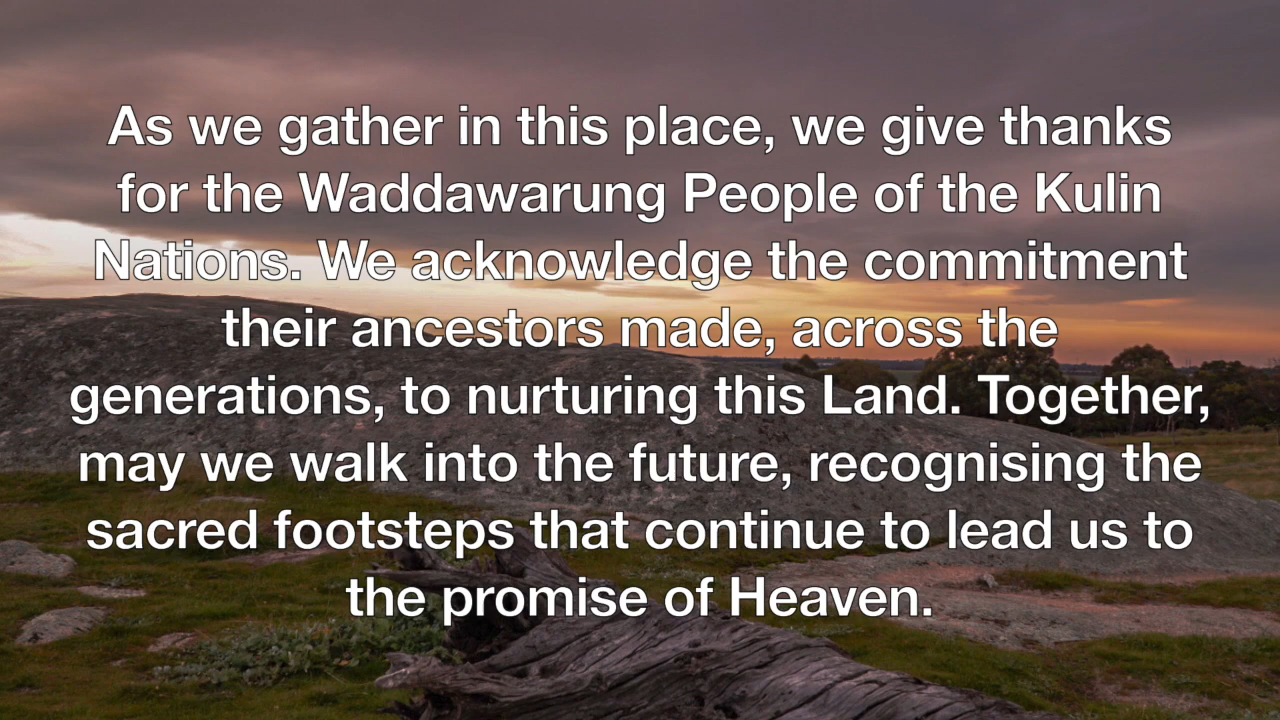 As we gather in this place, we give thanks
for the Waddawarung People of the Kulin
Nations. We acknowledge the commitment
their ancestors made, across the
generations, to nurturing this Land. Together,
may we walk into the future, recognising the
sacred footsteps that continue to lead us to
the promise of Heaven.